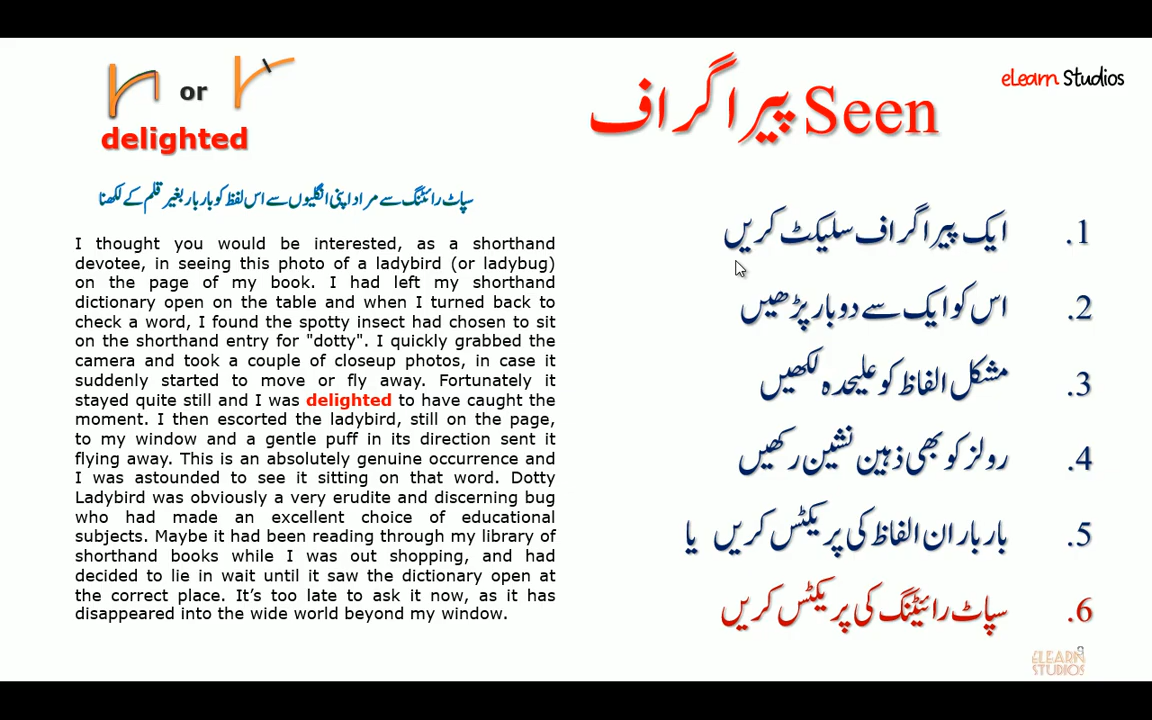 or
delighted
سپاٹ رائیٹنگ سے مراد اپنی انگلیوں سے اس لفظ کو بار بار بغیر قلم کے لکھنا
I thought you would be interested, as a shorthand
devotee, in seeing this photo of a ladybird (or ladybug)
on the page of my book. I had left my shorthand
dictionary open on the table and when I turned back to
check a word, I found the spotty insect had chosen to sit
on the shorthand entry for "dotty". I quickly grabbed the
camera and took a couple of closeup photos, in case it
suddenly started to move or fly away. Fortunately it
stayed quite still and I was delighted to have caught the
moment. I then escorted the ladybird, still on the page,
to my window and a gentle puff in its direction sent it
flying away. This is an absolutely genuine occurrence and
I was astounded to see it sitting on that word. Dotty
Ladybird was obviously a very erudite and discerning bug
who had made an excellent choice of educational
subjects. Maybe it had been reading through my library of
shorthand books while I was out shopping, and had
decided to lie in wait until it saw the dictionary open at
the correct place. It’s too late to ask it now, as it has
disappeared into the wide world beyond my window.
eLearn Studios
Seen پیراگراف
1. ایک پیراگراف سلیکٹ کریں
2. اس کو ایک سے دو بار پڑھیں
3. مشکل الفاظ کو علیحدہ لکھیں
4. رولز کو بھی ذہین نشین رکھیں
5. بار بار ان الفاظ کی پریکٹس کریں یا
6. سپاٹ رائیٹنگ کی پریکٹس کریں
9
ELEARN
STUDIOS